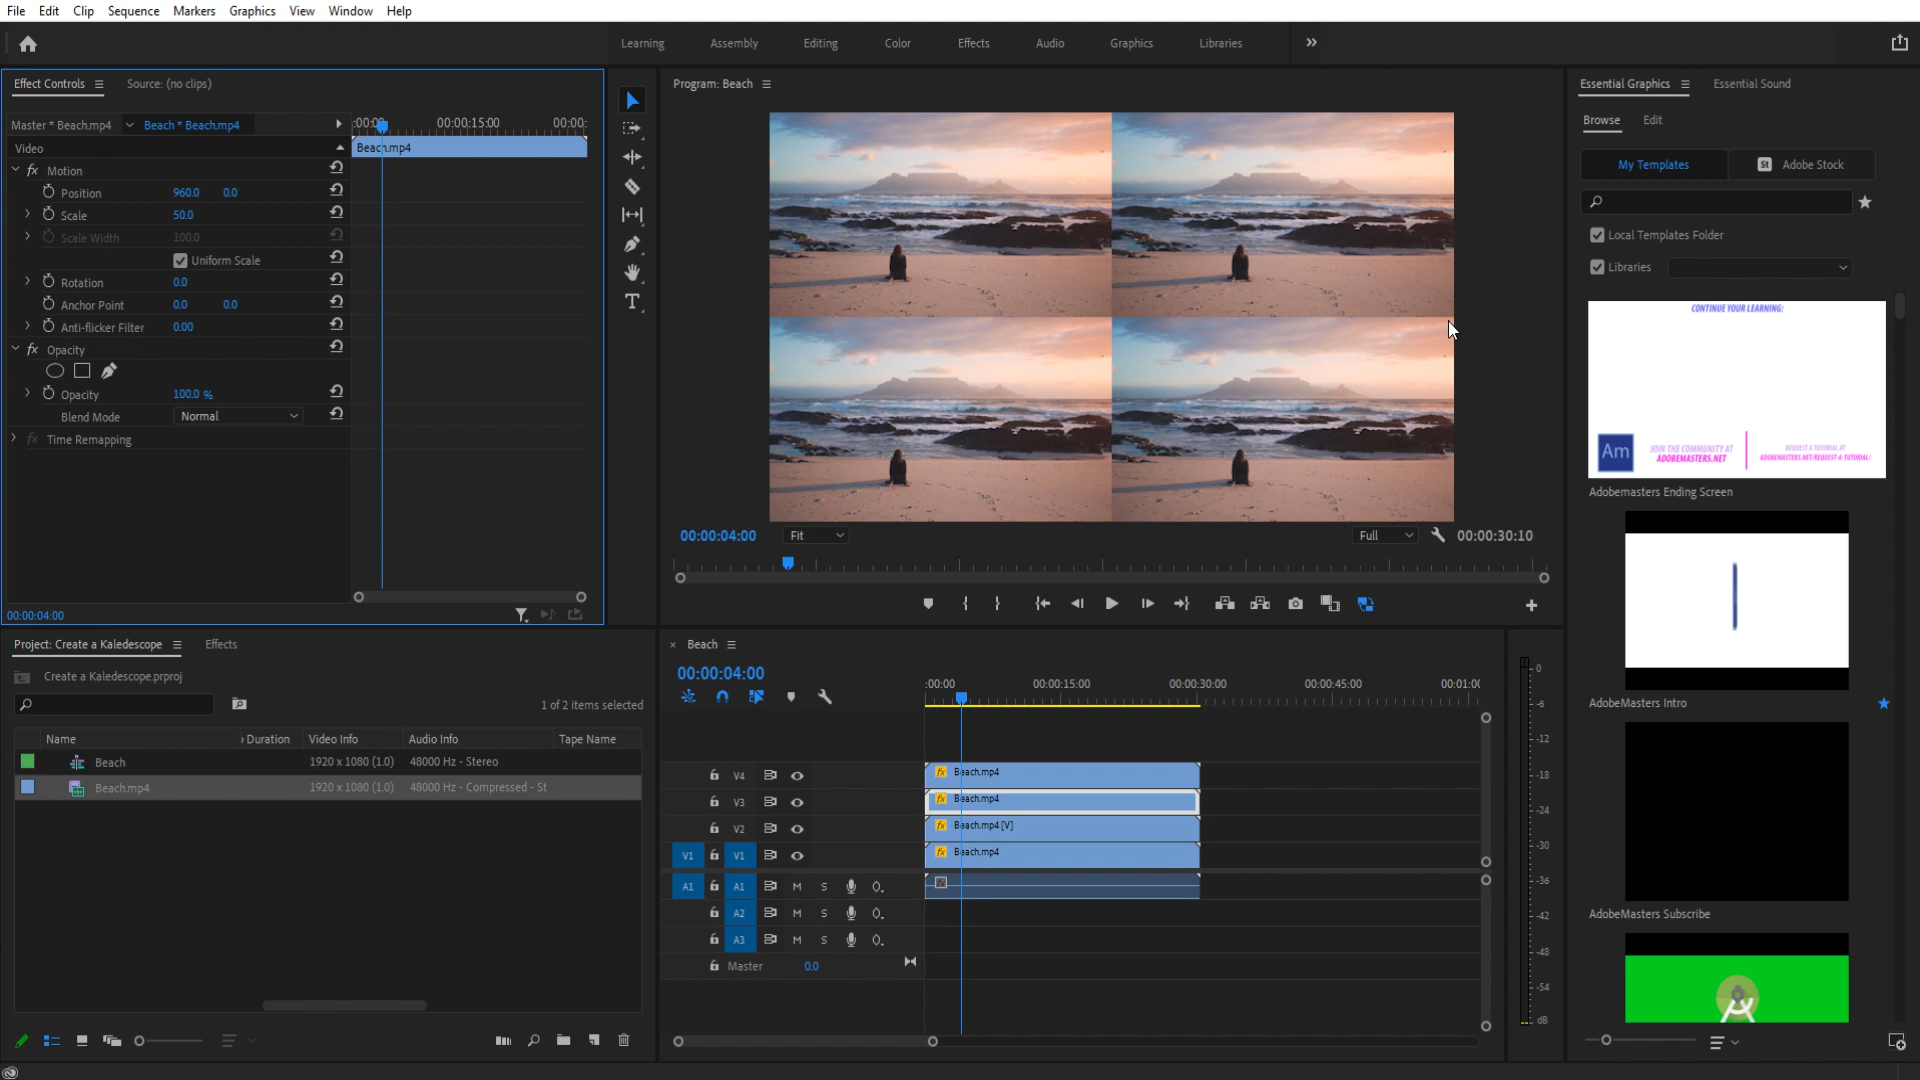 File Edit Clip Sequence Markers Graphics View Window Help
Learning Assembly Editing Color Effects Audio Graphics Libraries
Effect Controls Source: (no clips)
Master * Beach.mp4 Beach * Beach.mp4 :00:00 00:00:15:00 00:00:
Video Beach.mp4
Motion
Position 960.0 0.0
Scale 50.0
Scale Width 100.0
Uniform Scale
Rotation 0.0
Anchor Point 0.0 0.0
Anti-flicker Filter 0.00
Opacity
Opacity 100.0 %
Blend Mode Normal
Time Remapping
00:00:04:00
Program: Beach
00:00:04:00 Fit Full 00:00:30:10
Essential Graphics Essential Sound
Browse Edit
My Templates St Adobe Stock
Local Templates Folder
Libraries
CONTINUE YOUR LEARNING:
Am
JOIN THE COMMUNITY AT
ADOBEMASTERS.NET
REQUEST A TUTORIAL AT
ADOBEMASTERS.NET/REQUEST-A-TUTORIAL/
Adobemasters Ending Screen
AdobeMasters Intro
AdobeMasters Subscribe
Project: Create a Kaledescope Effects
Create a Kaledescope.prproj
1 of 2 items selected
Name Duration Video Info Audio Info Tape Name
Beach 1920 x 1080 (1.0) 48000 Hz - Stereo
Beach.mp4 1920 x 1080 (1.0) 48000 Hz - Compressed - St
× Beach
00:00:04:00
:00:00 00:00:15:00 00:00:30:00 00:00:45:00 00:01:00
V4 Beach.mp4
V3 Beach.mp4
V2 Beach.mp4 [V]
V1 V1 Beach.mp4
A1 A1 M S
A2 M S
A3 M S
Master 0.0
0
-6
-12
-18
-24
-30
-36
-42
-48
-54
dB